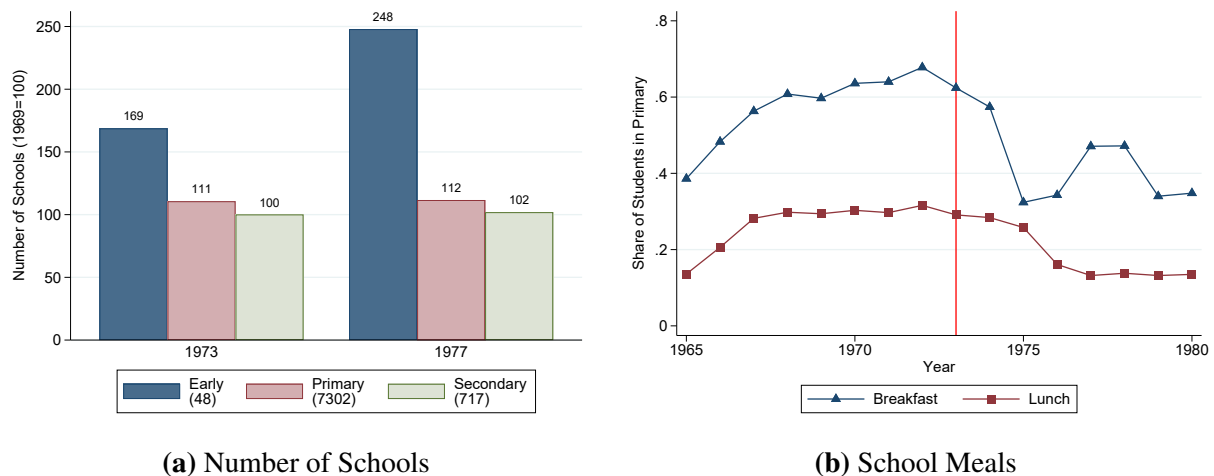 Number of Schools (1969=100)
250
200
150
100
50
0
169
111
100
248
112
102
1973
1977
Early
(48)
Primary
(7302)
Secondary
(717)
(a) Number of Schools
Share of Students in Primary
.8
.6
.4
.2
0
1965
1970
1975
1980
Year
Breakfast
Lunch
(b) School Meals